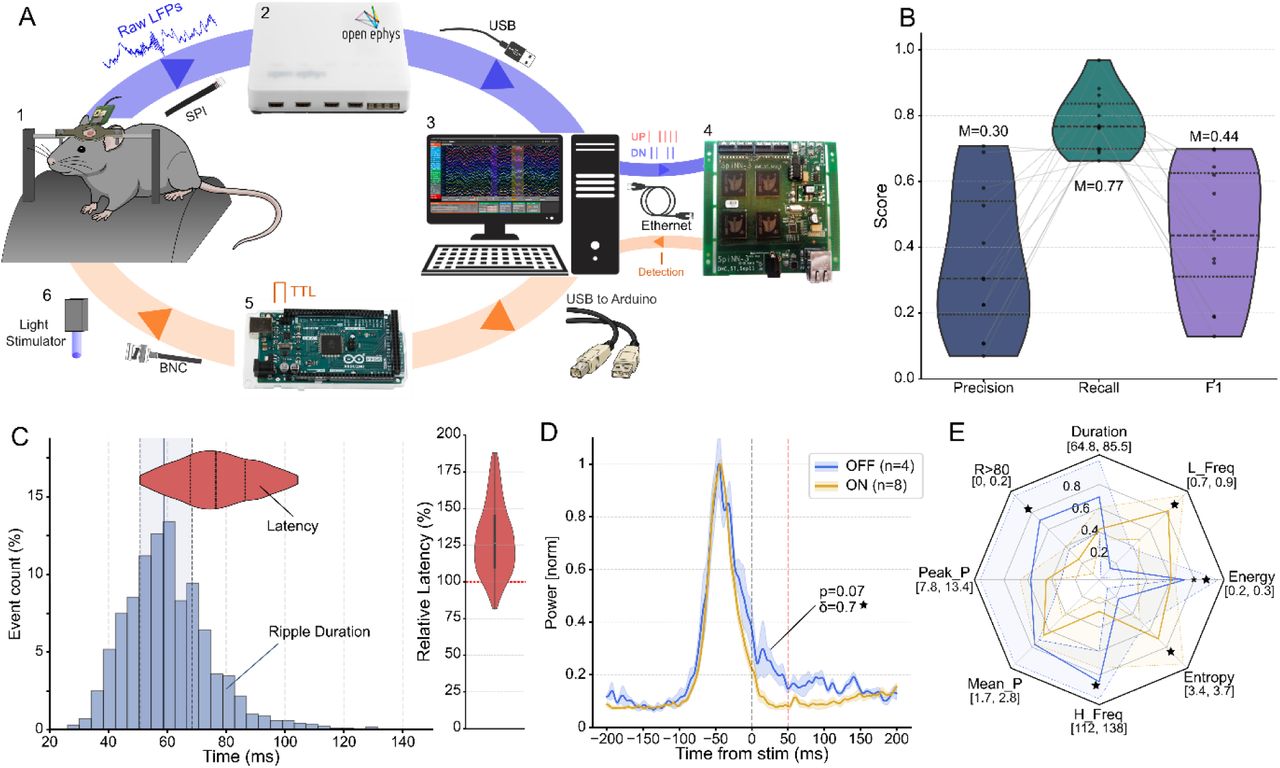 A
Raw LFPs
1
SPI
2
open ephys
USB
3
UP
DN
Ethernet
Detection
4
SpiNN-3
USB to Arduino
5
TTL
ARDUINO
BNC
6
Light
Stimulator
B
Score
1.0
0.8
0.6
0.4
0.2
0.0
M=0.30
M=0.77
M=0.44
Precision
Recall
F1
C
Event count (%)
15
10
5
0
Latency
Ripple Duration
20
40
60
80
100
120
140
Time (ms)
Relative Latency (%)
200
175
150
125
100
75
50
25
0
D
Power [norm]
1
0.8
0.6
0.4
0.2
0
OFF (n=4)
ON (n=8)
p=0.07
δ=0.7 ★
−200
−150
−100
−50
0
50
100
150
200
Time from stim (ms)
E
Duration
[64.8, 85.5]
L_Freq
[0.7, 0.9]
Energy
[0.2, 0.3]
Entropy
[3.4, 3.7]
H_Freq
[112, 138]
Mean_P
[1.7, 2.8]
Peak_P
[7.8, 13.4]
R>80
[0, 0.2]
0.8
0.6
0.2